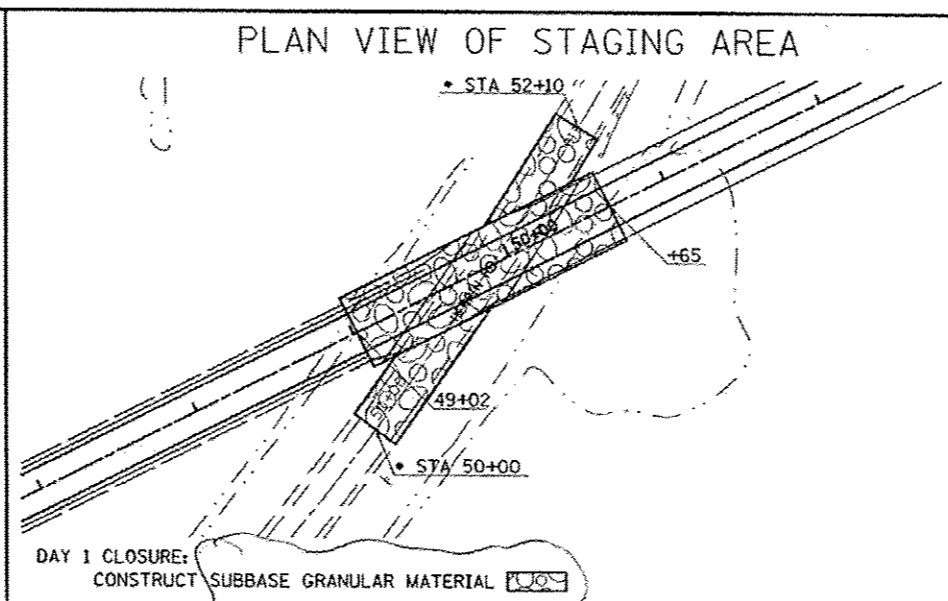 PLAN VIEW OF STAGING AREA
• STA 52+10
+65
49+02
• STA 50+00
DAY 1 CLOSURE:
CONSTRUCT SUBBASE GRANULAR MATERIAL